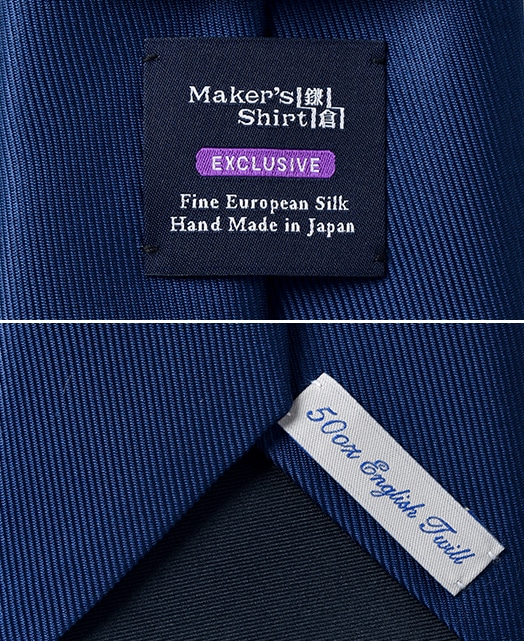 Maker's 鎌
Shirt 倉
EXCLUSIVE
Fine European Silk
Hand Made in Japan
50oz English Twill